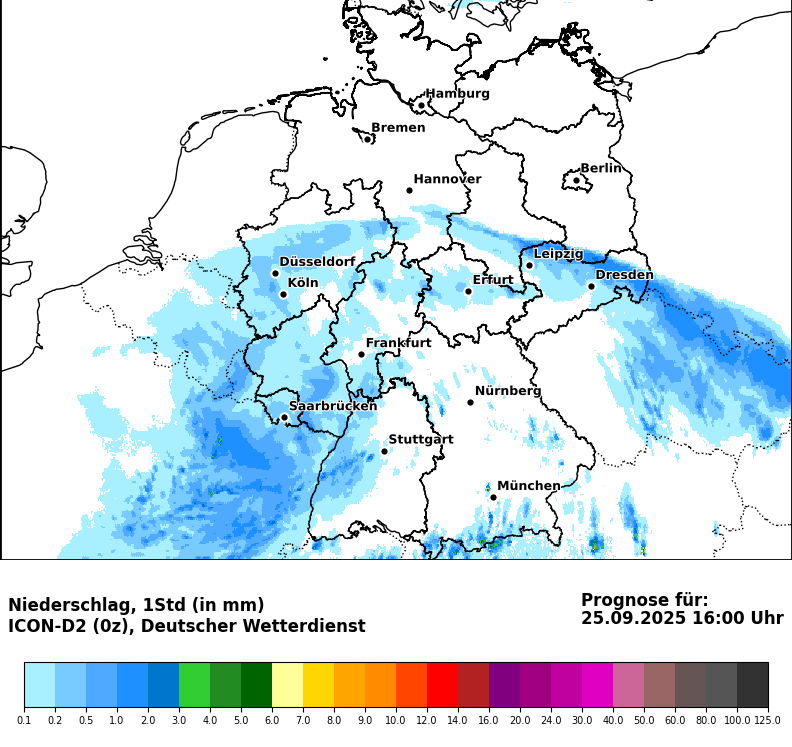 Hamburg
Bremen
Berlin
Hannover
Leipzig
Düsseldorf
Dresden
Erfurt
Köln
Frankfurt
Nürnberg
Saarbrücken
Stuttgart
München
Niederschlag, 1Std (in mm)
ICON-D2 (0z), Deutscher Wetterdienst
Prognose für:
25.09.2025 16:00 Uhr
0.1 0.2 0.5 1.0 2.0 3.0 4.0 5.0 6.0 7.0 8.0 9.0 10.0 12.0 14.0 16.0 20.0 24.0 30.0 40.0 50.0 60.0 80.0 100.0 125.0